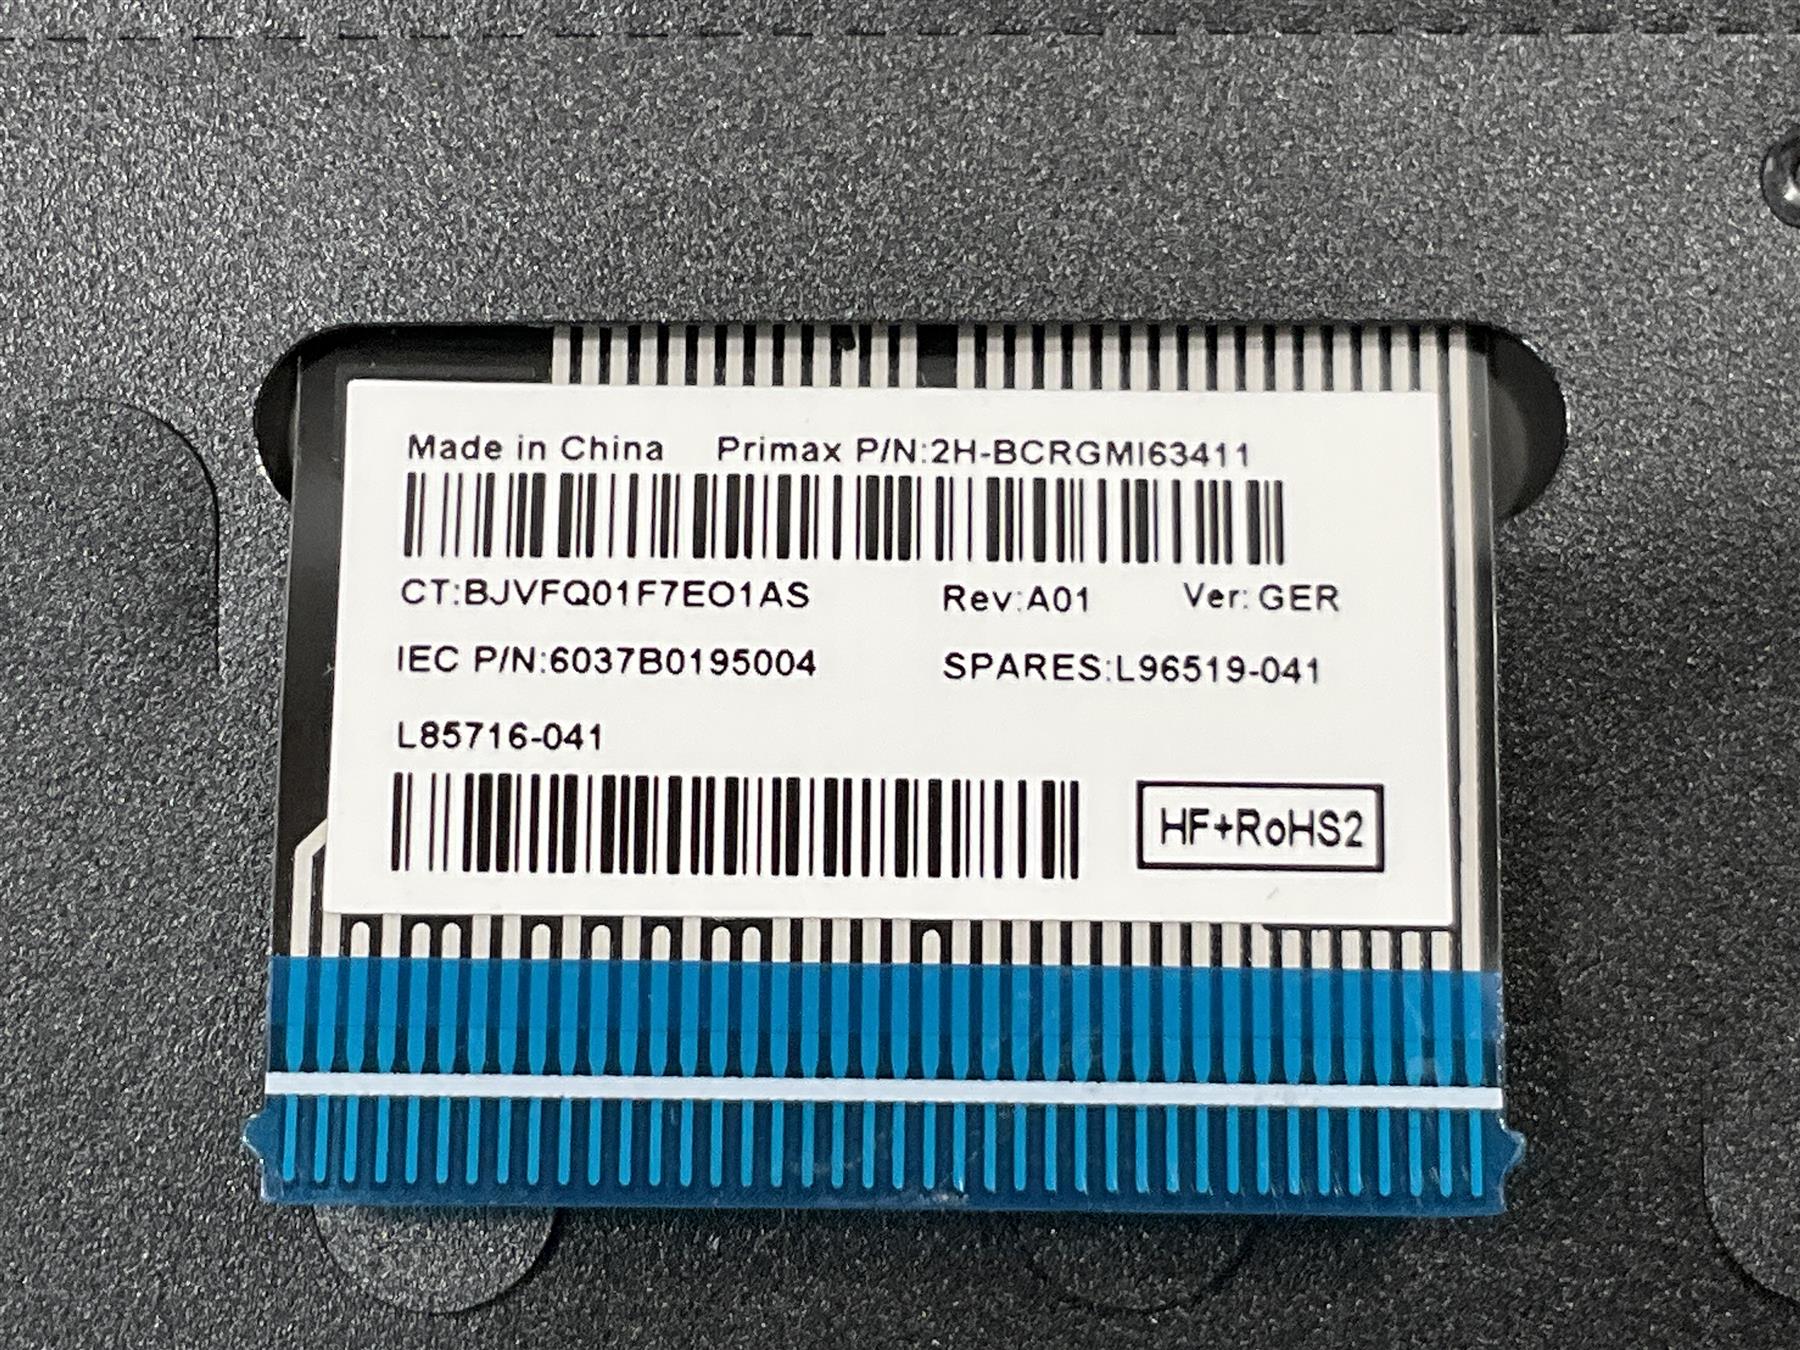 Made in China Primax P/N:2H-BCRGMI63411
CT:BJVFQ01F7EO1AS Rev:A01 Ver: GER
IEC P/N:6037B0195004 SPARES:L96519-041
L85716-041
HF+RoHS2